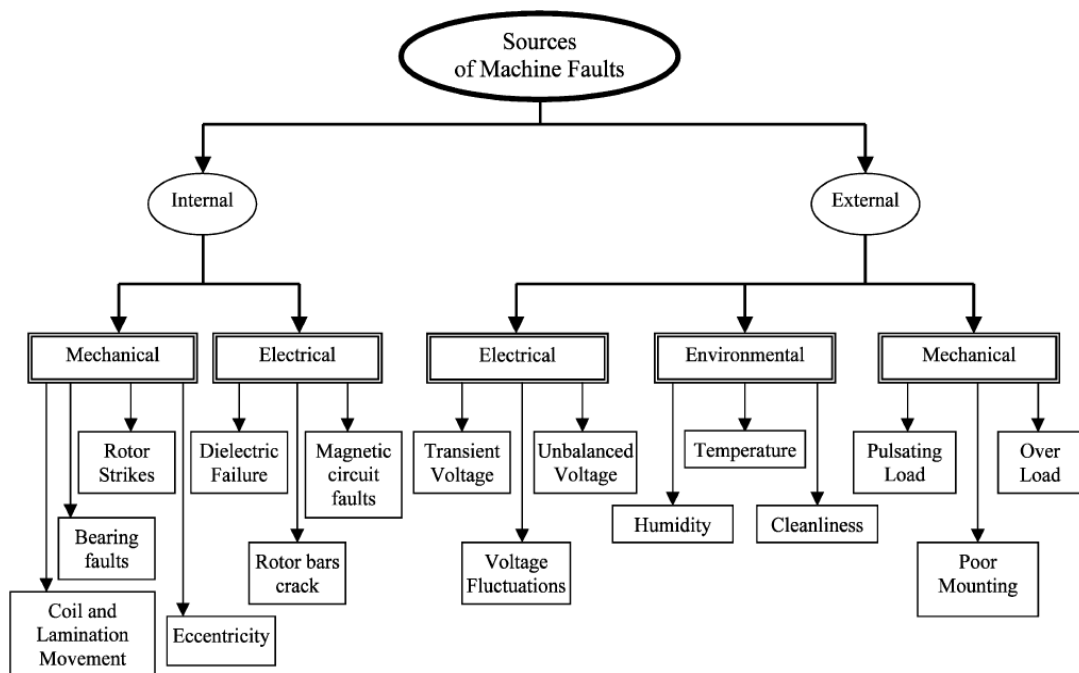 Sources
of Machine Faults
Internal
External
Mechanical
Electrical
Electrical
Environmental
Mechanical
Rotor
Strikes
Dielectric
Failure
Magnetic
circuit
faults
Transient
Voltage
Unbalanced
Voltage
Temperature
Pulsating
Load
Over
Load
Bearing
faults
Rotor bars
crack
Voltage
Fluctuations
Humidity
Cleanliness
Poor
Mounting
Coil and
Lamination
Movement
Eccentricity